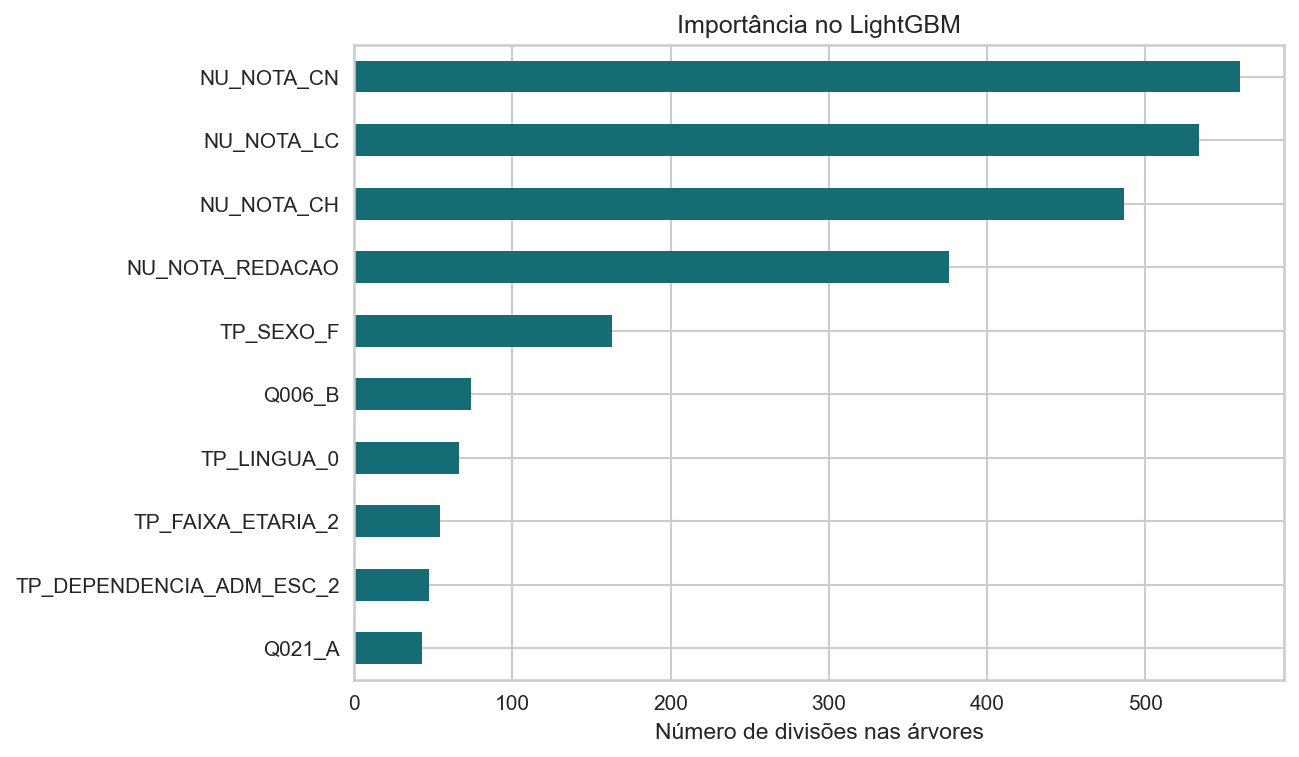 Importância no LightGBM
NU_NOTA_CN
NU_NOTA_LC
NU_NOTA_CH
NU_NOTA_REDACAO
TP_SEXO_F
Q006_B
TP_LINGUA_0
TP_FAIXA_ETARIA_2
TP_DEPENDENCIA_ADM_ESC_2
Q021_A
0 100 200 300 400 500
Número de divisões nas árvores